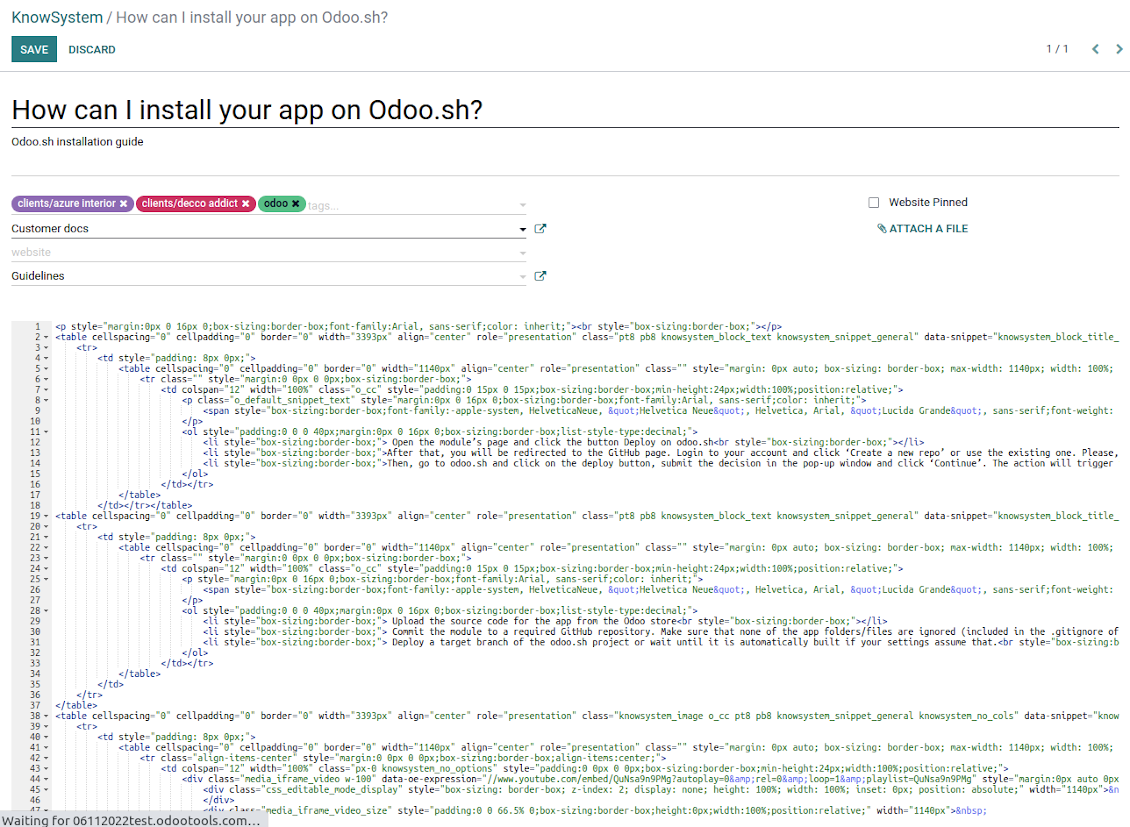 KnowSystem / How can I install your app on Odoo.sh?
SAVE DISCARD 1 / 1
How can I install your app on Odoo.sh?
Odoo.sh installation guide
clients/azure interior ✖ clients/decco addict ✖ odoo ✖ tags...
Website Pinned
Customer docs
ATTACH A FILE
website
Guidelines
1 <p style="margin:0px 0 16px 0;box-sizing:border-box;font-family:Arial, sans-serif;color: inherit;"><br style="box-sizing:border-box;"></p>
2 <table cellspacing="0" cellpadding="0" border="0" width="3393px" align="center" role="presentation" class="pt8 pb8 knowsystem_block_text knowsystem_snippet_general" data-snippet="knowsystem_block_title_
3 <tr>
4 <td style="padding: 8px 0px;">
5 <table cellspacing="0" cellpadding="0" border="0" width="1140px" align="center" role="presentation" class="" style="margin: 0px auto; box-sizing: border-box; max-width: 1140px; width: 100%;
6 <tr class="" style="margin:0 0px 0 0px;box-sizing:border-box;">
7 <td colspan="12" width="100%" class="o_cc" style="padding:0 15px 0 15px;box-sizing:border-box;min-height:24px;width:100%;position:relative;">
8 <p class="o_default_snippet_text" style="margin:0px 0 16px 0;box-sizing:border-box;font-family:Arial, sans-serif;color: inherit;">
9 <span style="box-sizing:border-box;font-family:-apple-system, HelveticaNeue, &quot;Helvetica Neue&quot;, Helvetica, Arial, &quot;Lucida Grande&quot;, sans-serif;font-weight:
10 </p>
11 <ol style="padding:0 0 0 40px;margin:0px 0 16px 0;box-sizing:border-box;list-style-type:decimal;">
12 <li style="box-sizing:border-box;"> Open the module’s page and click the button Deploy on odoo.sh<br style="box-sizing:border-box;"></li>
13 <li style="box-sizing:border-box;">After that, you will be redirected to the GitHub page. Login to your account and click ‘Create a new repo’ or use the existing one. Please,
14 <li style="box-sizing:border-box;">Then, go to odoo.sh and click on the deploy button, submit the decision in the pop-up window and click ‘Continue’. The action will trigger
15 </ol>
16 </td></tr>
17 </table>
18 </td></tr></table>
19 <table cellspacing="0" cellpadding="0" border="0" width="3393px" align="center" role="presentation" class="pt8 pb8 knowsystem_block_text knowsystem_snippet_general" data-snippet="knowsystem_block_title_
20 <tr>
21 <td style="padding: 8px 0px;">
22 <table cellspacing="0" cellpadding="0" border="0" width="1140px" align="center" role="presentation" class="" style="margin: 0px auto; box-sizing: border-box; max-width: 1140px; width: 100%;
23 <tr class="" style="margin:0 0px 0 0px;box-sizing:border-box;">
24 <td colspan="12" width="100%" class="o_cc" style="padding:0 15px 0 15px;box-sizing:border-box;min-height:24px;width:100%;position:relative;">
25 <p style="margin:0px 0 16px 0;box-sizing:border-box;font-family:Arial, sans-serif;color: inherit;">
26 <span style="box-sizing:border-box;font-family:-apple-system, HelveticaNeue, &quot;Helvetica Neue&quot;, Helvetica, Arial, &quot;Lucida Grande&quot;, sans-serif;font-weight:
27 </p>
28 <ol style="padding:0 0 0 40px;margin:0px 0 16px 0;box-sizing:border-box;list-style-type:decimal;">
29 <li style="box-sizing:border-box;"> Upload the source code for the app from the Odoo store<br style="box-sizing:border-box;"></li>
30 <li style="box-sizing:border-box;"> Commit the module to a required GitHub repository. Make sure that none of the app folders/files are ignored (included in the .gitignore of
31 <li style="box-sizing:border-box;"> Deploy a target branch of the odoo.sh project or wait until it is automatically built if your settings assume that.<br style="box-sizing:b
32 </ol>
33 </td></tr>
34 </table>
35 </td>
36 </tr>
37 </table>
38 <table cellspacing="0" cellpadding="0" border="0" width="3393px" align="center" role="presentation" class="knowsystem_image o_cc pt8 pb8 knowsystem_snippet_general knowsystem_no_cols" data-snippet="know
39 <tr>
40 <td style="padding: 8px 0px;">
41 <table cellspacing="0" cellpadding="0" border="0" width="1140px" align="center" role="presentation" class="" style="margin: 0px auto; box-sizing: border-box; max-width: 1140px; width: 100%;
42 <tr class="align-items-center" style="margin:0 0px 0 0px;box-sizing:border-box;align-items:center;">
43 <td colspan="12" width="100%" class="px-0 knowsystem_no_options" style="padding:0 0px 0 0px;box-sizing:border-box;min-height:24px;width:100%;position:relative;">
44 <div class="media_iframe_video w-100" data-oe-expression="//www.youtube.com/embed/QuNsa9n9PMg?autoplay=0&amp;rel=0&amp;loop=1&amp;playlist=QuNsa9n9PMg" style="margin:0px auto 0px
45 <div class="css_editable_mode_display" style="box-sizing: border-box; z-index: 2; display: none; height: 100%; width: 100%; inset: 0px; position: absolute;" width="1140px">&n
46 </div>
47 <div class="media_iframe_video_size" style="padding:0 0 66.5% 0;box-sizing:border-box;height:0px;width:100%;position:relative;" width="1140px">&nbsp;
Waiting for 06112022test.odootools.com...